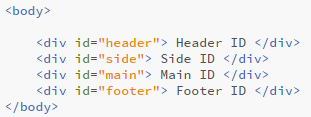 <body>
<div id="header"> Header ID </div>
<div id="side"> Side ID </div>
<div id="main"> Main ID </div>
<div id="footer"> Footer ID </div>
</body>